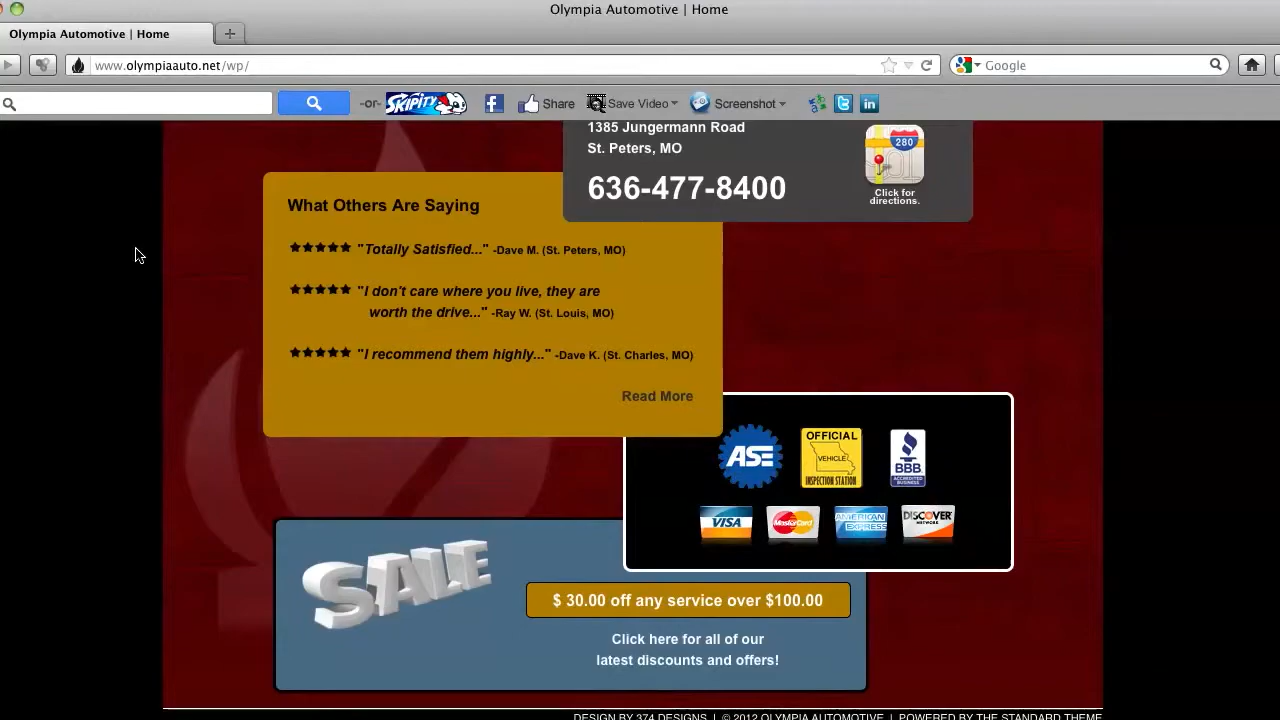 Olympia Automotive | Home
Olympia Automotive | Home
www.olympiaauto.net/wp/
Google
-or-
SKIPITY
Share
Save Video
Screenshot
1385 Jungermann Road
St. Peters, MO
636-477-8400
280
Click for
directions.
What Others Are Saying
"Totally Satisfied..." -Dave M. (St. Peters, MO)
"I don't care where you live, they are
worth the drive..." -Ray W. (St. Louis, MO)
"I recommend them highly..." -Dave K. (St. Charles, MO)
Read More
ASE
OFFICIAL
VEHICLE
INSPECTION STATION
BBB
ACCREDITED
BUSINESS
VISA
MasterCard
AMERICAN
EXPRESS
DISCOVER
NETWORK
SALE
$ 30.00 off any service over $100.00
Click here for all of our
latest discounts and offers!
DESIGN BY 374 DESIGNS | © 2012 OLYMPIA AUTOMOTIVE | POWERED BY THE STANDARD THEME